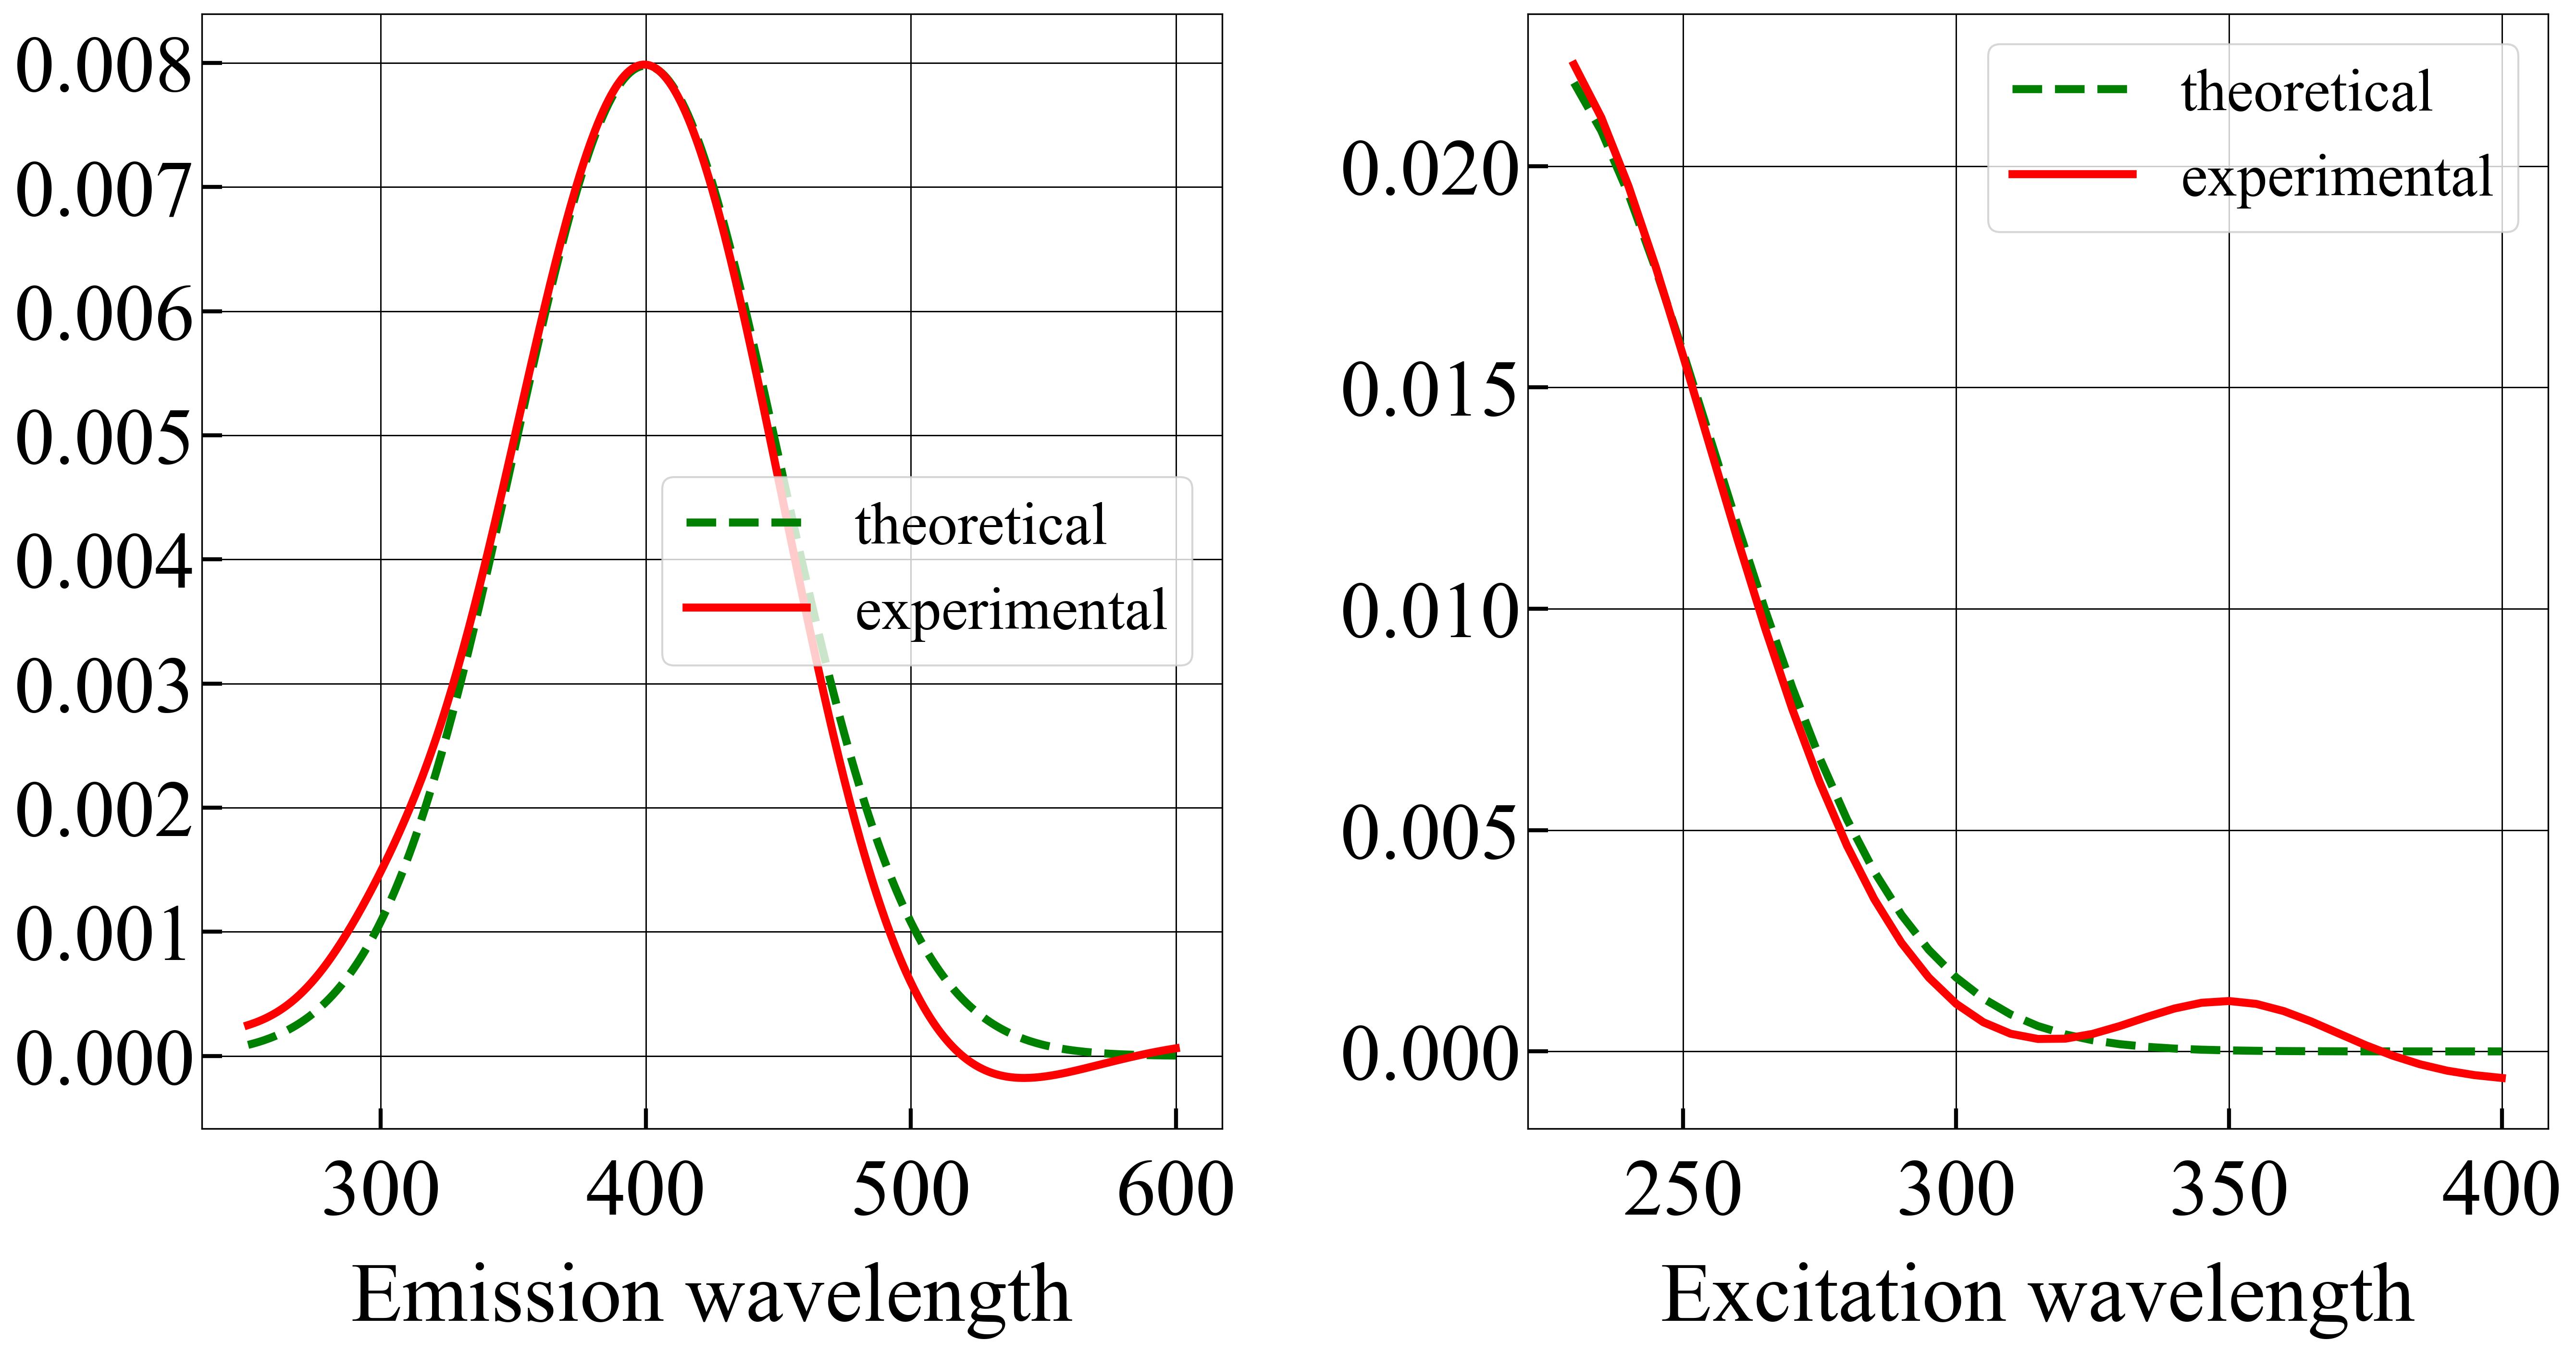 0.008
0.007
0.006
0.005
0.004
0.003
0.002
0.001
0.000
300 400 500 600
Emission wavelength
theoretical
experimental
0.020
0.015
0.010
0.005
0.000
250 300 350 400
Excitation wavelength
theoretical
experimental